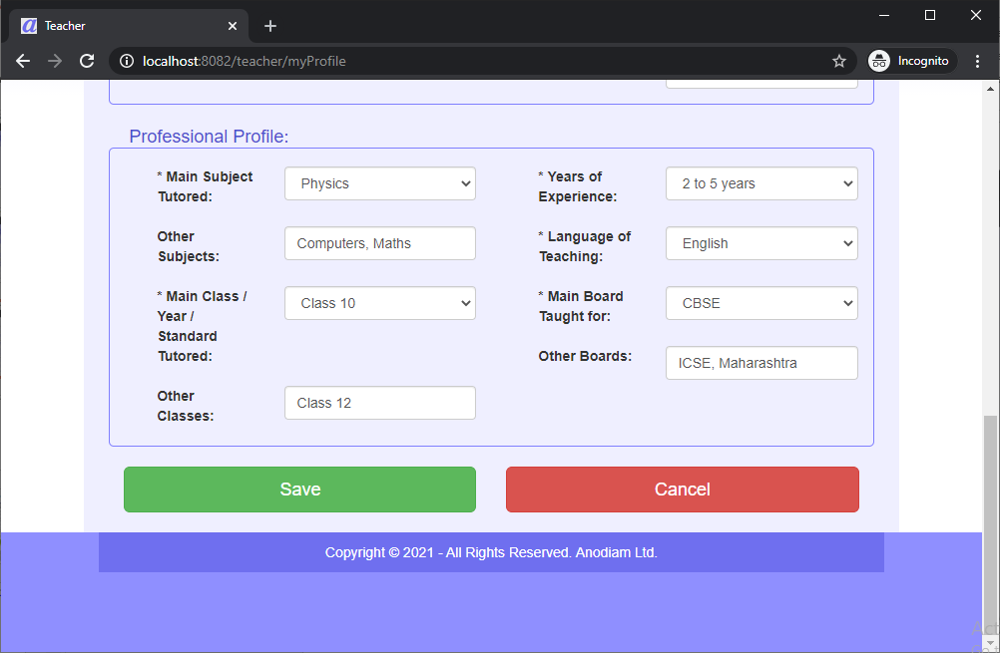 Teacher
localhost:8082/teacher/myProfile
Incognito
Professional Profile:
* Main Subject
Tutored:
Physics
* Years of
Experience:
2 to 5 years
Other
Subjects:
Computers, Maths
* Language of
Teaching:
English
* Main Class /
Year /
Standard
Tutored:
Class 10
* Main Board
Taught for:
CBSE
Other Boards:
ICSE, Maharashtra
Other
Classes:
Class 12
Save
Cancel
Copyright © 2021 - All Rights Reserved. Anodiam Ltd.